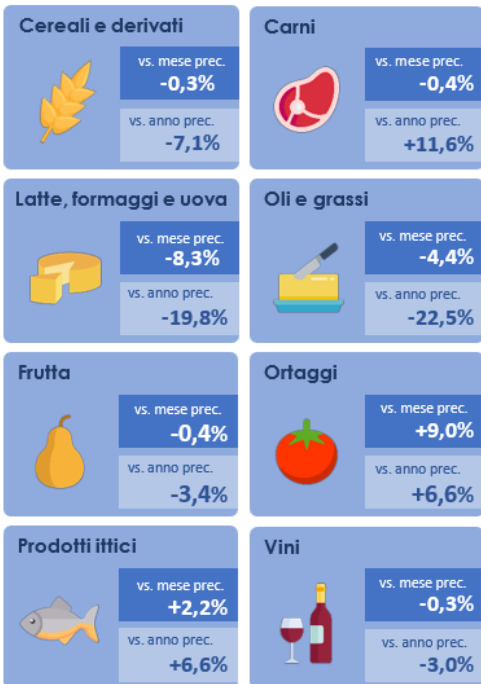 Cereali e derivati
vs. mese prec.
-0,3%
vs. anno prec.
-7,1%
Carni
vs. mese prec.
-0,4%
vs. anno prec.
+11,6%
Latte, formaggi e uova
vs. mese prec.
-8,3%
vs. anno prec.
-19,8%
Oli e grassi
vs. mese prec.
-4,4%
vs. anno prec.
-22,5%
Frutta
vs. mese prec.
-0,4%
vs. anno prec.
-3,4%
Ortaggi
vs. mese prec.
+9,0%
vs. anno prec.
+6,6%
Prodotti ittici
vs. mese prec.
+2,2%
vs. anno prec.
+6,6%
Vini
vs. mese prec.
-0,3%
vs. anno prec.
-3,0%